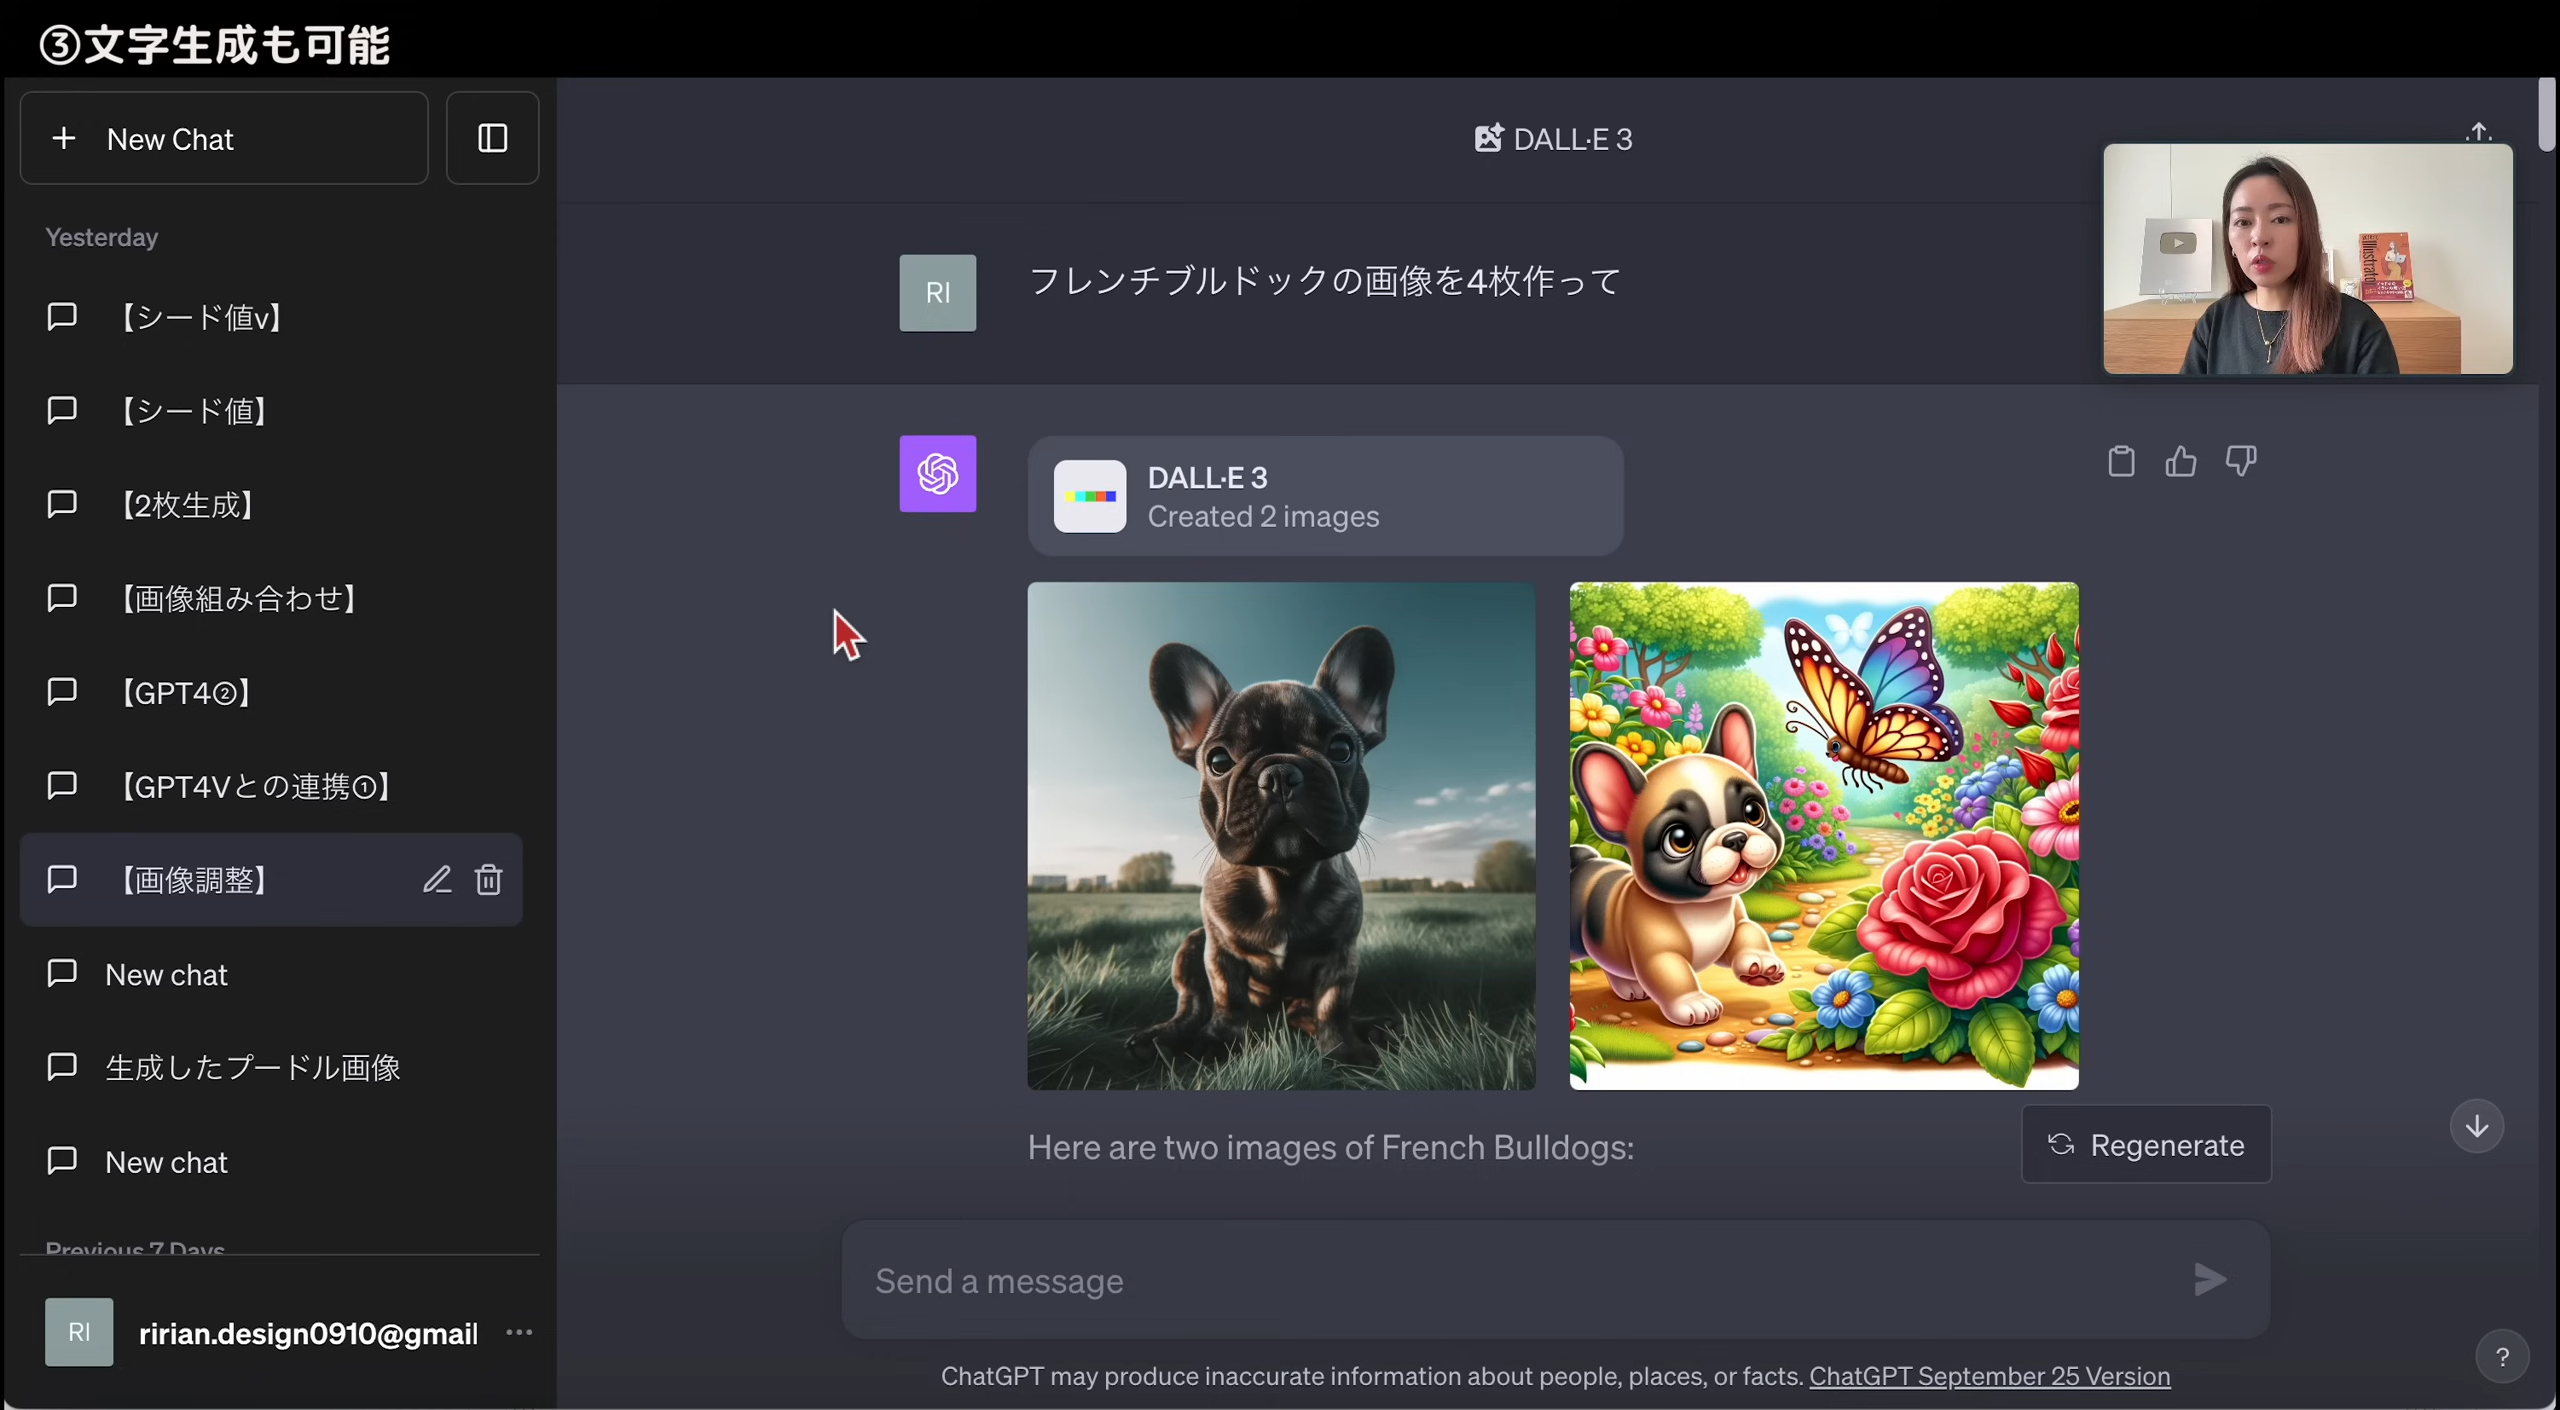 ③文字生成も可能
New Chat
Yesterday
【シード値v】
【シード値】
【2枚生成】
【画像組み合わせ】
【GPT4②】
【GPT4Vとの連携①】
【画像調整】
New chat
生成したプードル画像
New chat
Previous 7 Days
RI
ririan.design0910@gmail
DALL·E 3
RI
フレンチブルドックの画像を4枚作って
Illustrator
DALL·E 3
Created 2 images
Here are two images of French Bulldogs:
Regenerate
Send a message
ChatGPT may produce inaccurate information about people, places, or facts. ChatGPT September 25 Version
?